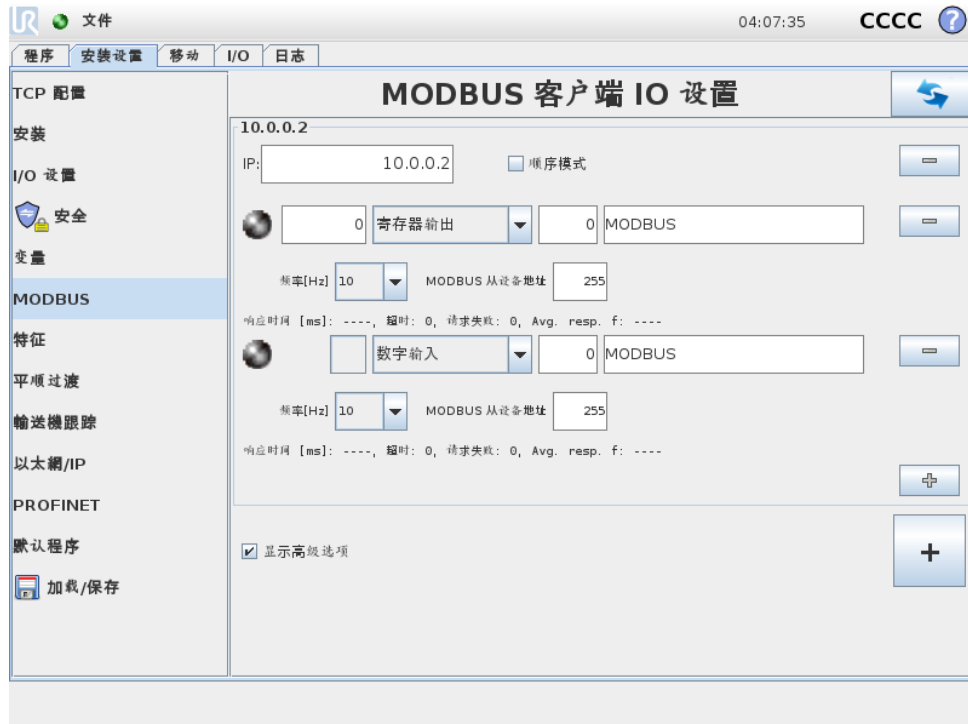 UR 文件 04:07:35 CCCC ?
程序 安装设置 移动 I/O 日志
TCP 配置
安装
I/O 设置
安全
变量
MODBUS
特征
平顺过渡
輸送機跟踪
以太網/IP
PROFINET
默认程序
加载/保存
MODBUS 客户端 IO 设置
10.0.0.2
IP: 10.0.0.2 顺序模式
0 寄存器输出 0 MODBUS
频率[Hz] 10 MODBUS 从设备地址 255
响应时间 [ms]: ----, 超时: 0, 请求失败: 0, Avg. resp. f: ----
数字输入 0 MODBUS
频率[Hz] 10 MODBUS 从设备地址 255
响应时间 [ms]: ----, 超时: 0, 请求失败: 0, Avg. resp. f: ----
显示高级选项